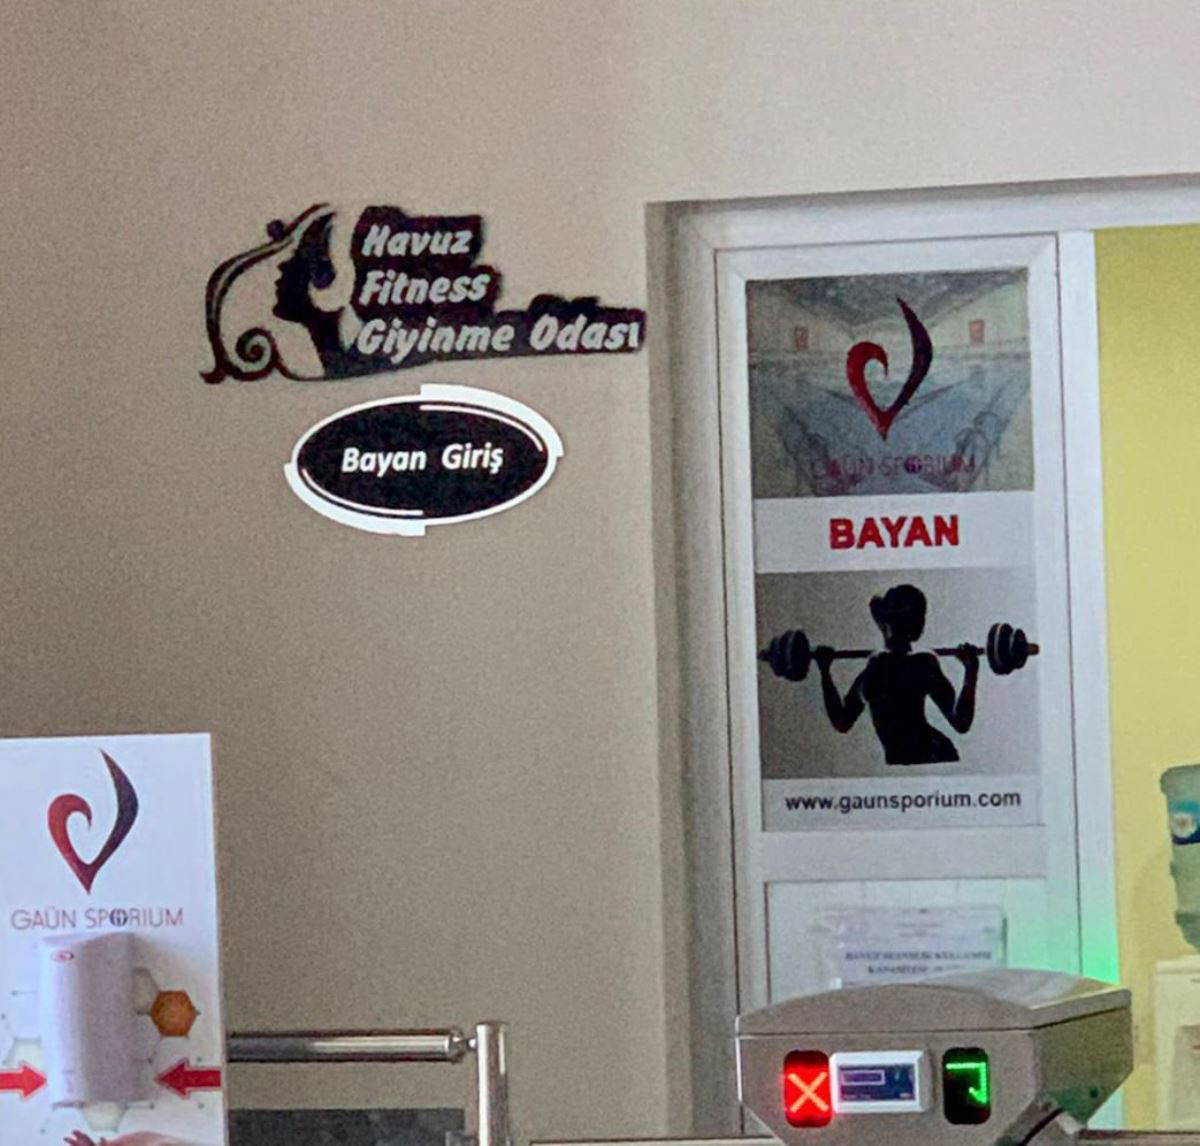 Havuz
Fitness
Giyinme Odası
Bayan Giriş
GAÜN SPORIUM
BAYAN
www.gaunsporium.com
GAÜN SPORIUM